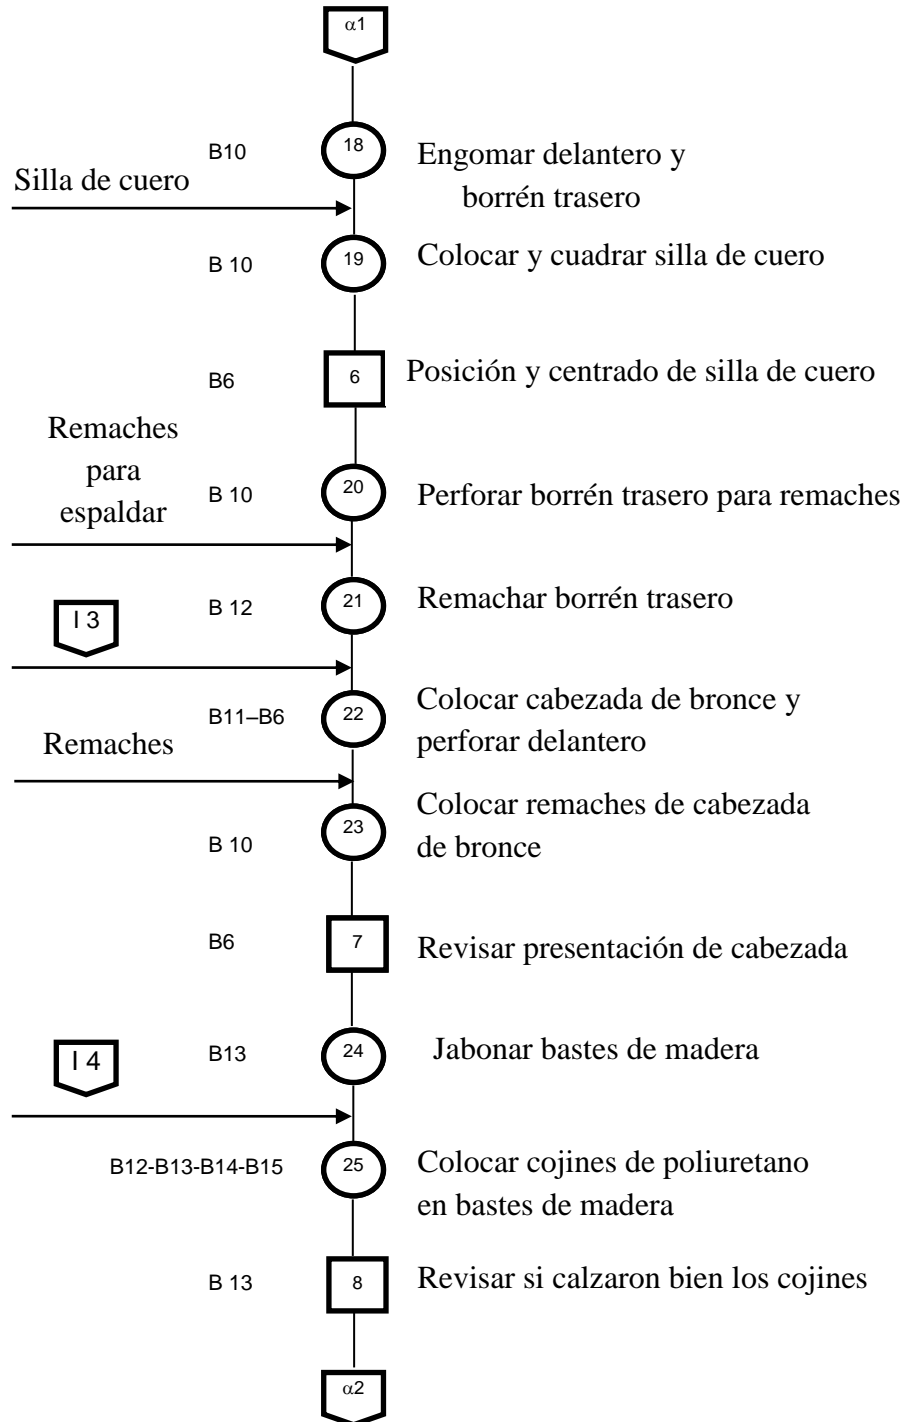 α1
B10
18
Engomar delantero y
borrén trasero
Silla de cuero
B 10
19
Colocar y cuadrar silla de cuero
B6
6
Posición y centrado de silla de cuero
Remaches
para
espaldar
B 10
20
Perforar borrén trasero para remaches
I 3
B 12
21
Remachar borrén trasero
B11–B6
22
Colocar cabezada de bronce y
perforar delantero
Remaches
B 10
23
Colocar remaches de cabezada
de bronce
B6
7
Revisar presentación de cabezada
I 4
B13
24
Jabonar bastes de madera
B12-B13-B14-B15
25
Colocar cojines de poliuretano
en bastes de madera
B 13
8
Revisar si calzaron bien los cojines
α2